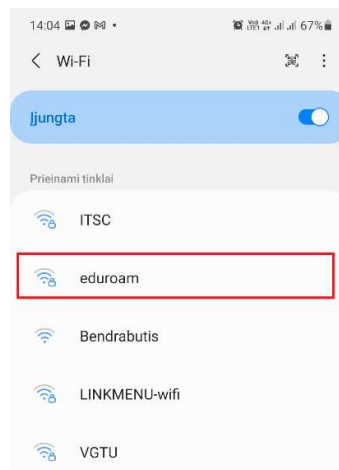 14:04 67%
Wi-Fi
Įjungta
Prieinami tinklai
ITSC
eduroam
Bendrabutis
LINKMENU-wifi
VGTU